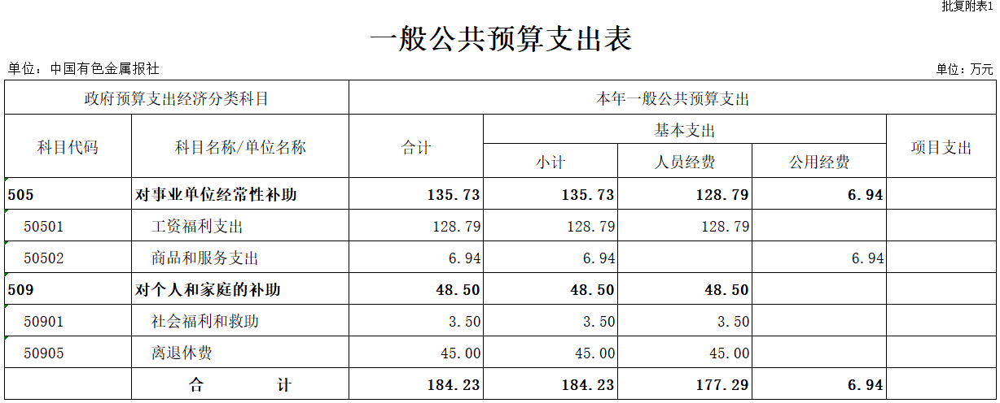 批复附表1
一般公共预算支出表
单位：中国有色金属报社 单位：万元
政府预算支出经济分类科目 本年一般公共预算支出
科目代码 科目名称/单位名称 合计 基本支出 项目支出
小计 人员经费 公用经费
505 对事业单位经常性补助 135.73 135.73 128.79 6.94
50501 工资福利支出 128.79 128.79 128.79
50502 商品和服务支出 6.94 6.94 6.94
509 对个人和家庭的补助 48.50 48.50 48.50
50901 社会福利和救助 3.50 3.50 3.50
50905 离退休费 45.00 45.00 45.00
合 计 184.23 184.23 177.29 6.94